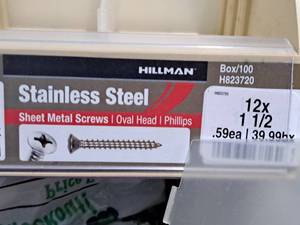 HILLMAN
Box/100
H823720
Stainless Steel
Sheet Metal Screws | Oval Head | Phillips
12x
1 1/2
.59ea | 39.99bx